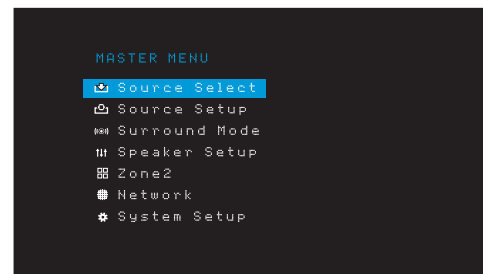 MASTER MENU
Source Select
Source Setup
Surround Mode
Speaker Setup
Zone2
Network
System Setup